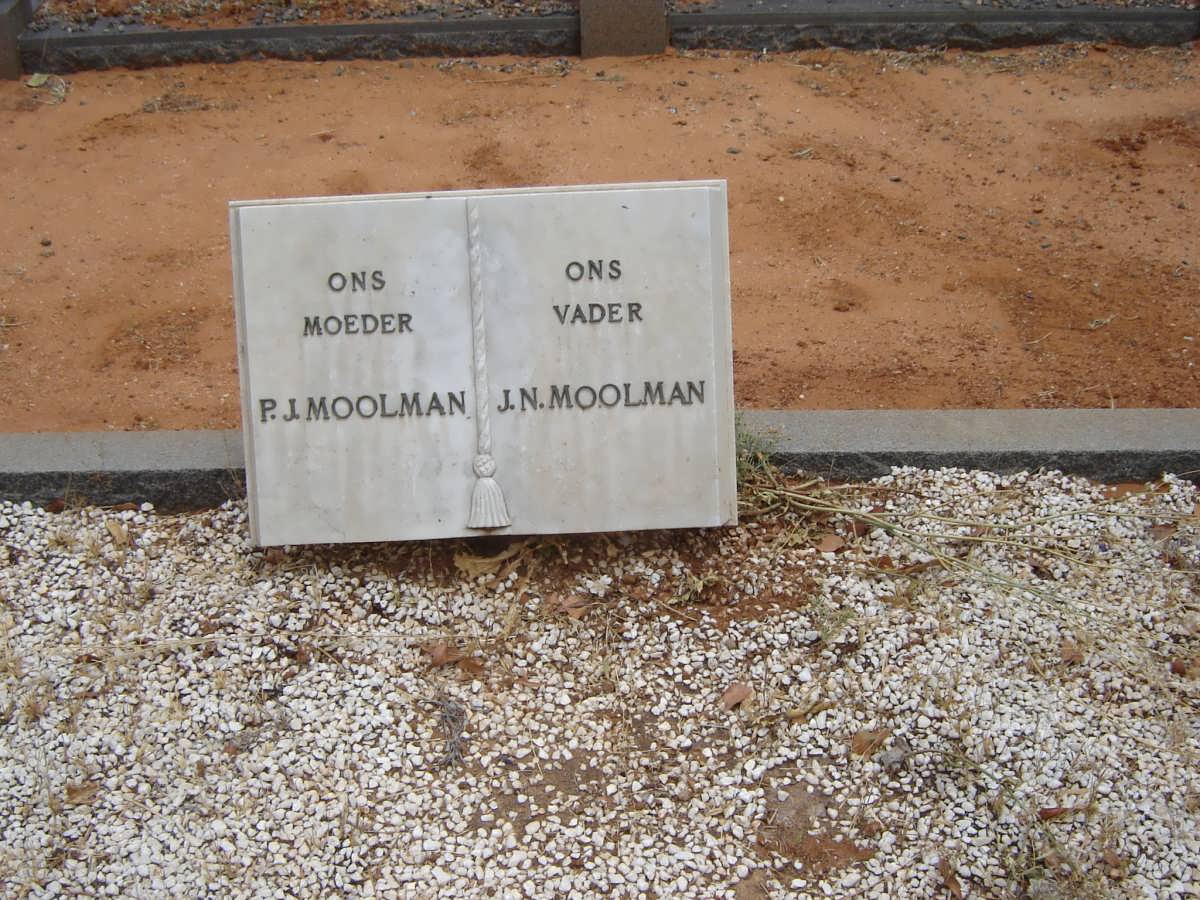 ONS
MOEDER
P.J. MOOLMAN
ONS
VADER
J.N. MOOLMAN